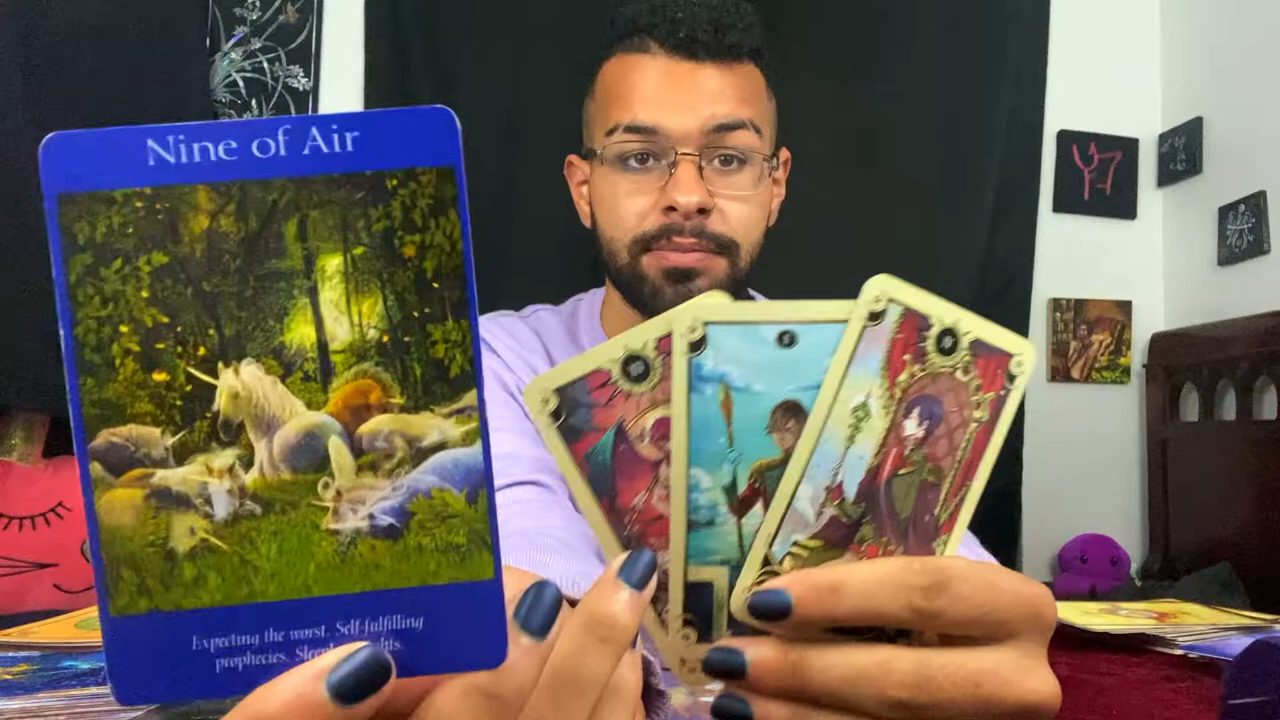 Nine of Air
Expecting the worst. Self-fulfilling
prophecies.